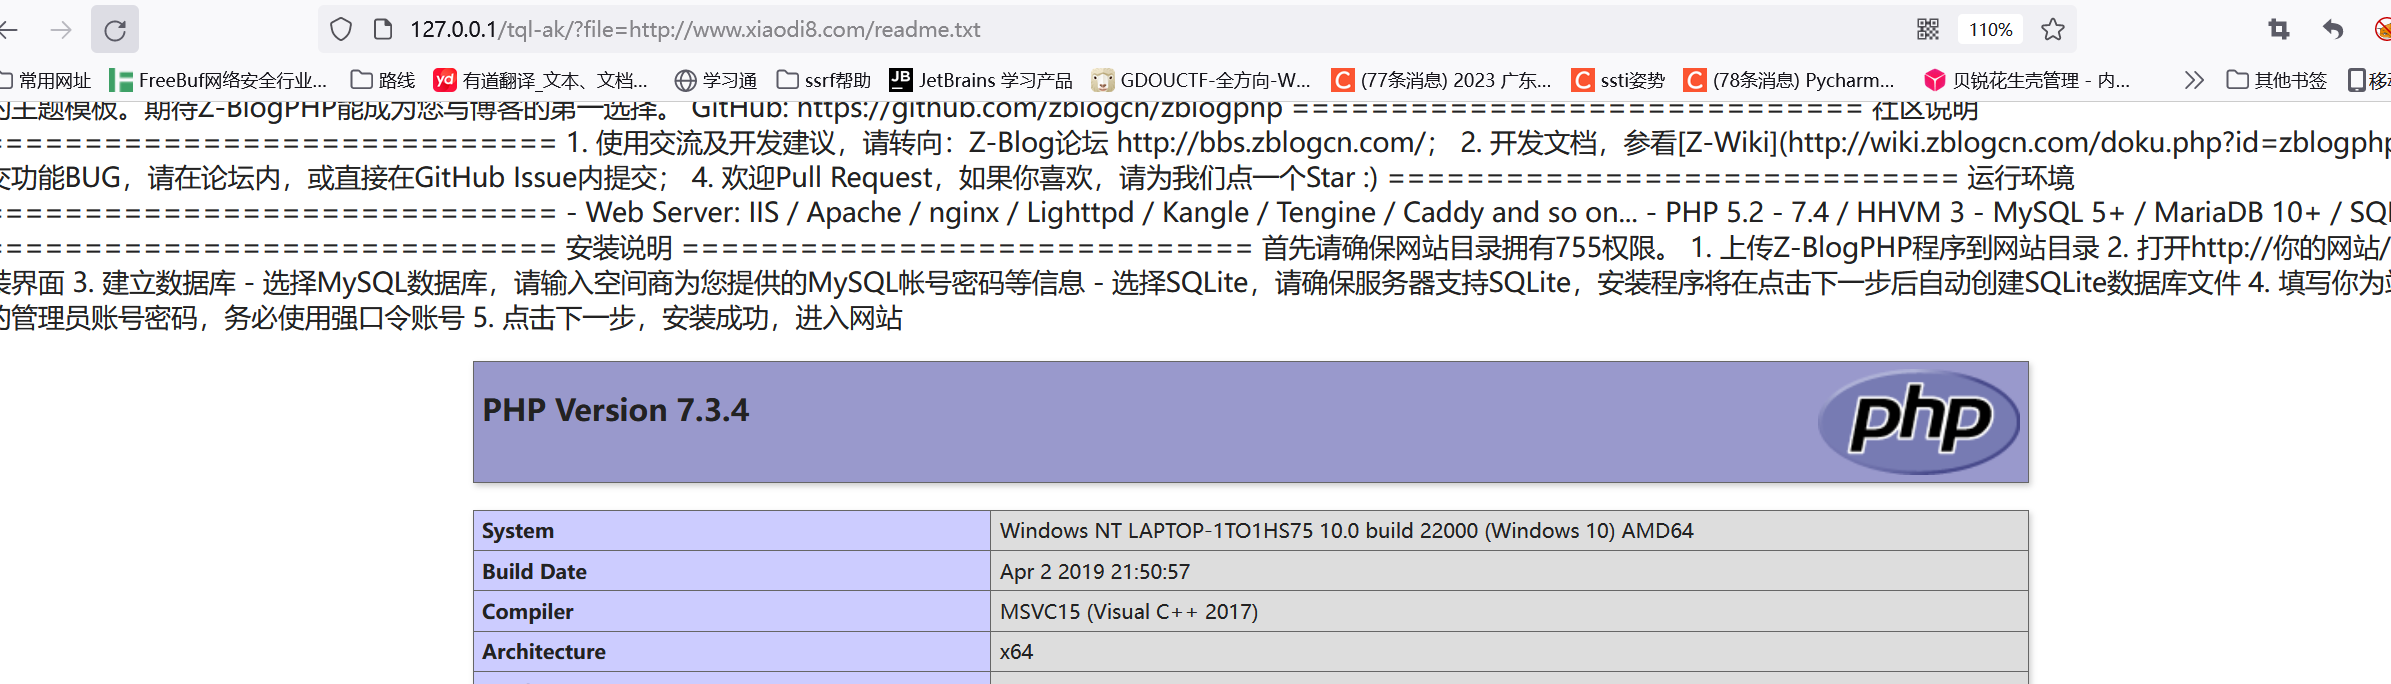 127.0.0.1/tql-ak/?file=http://www.xiaodi8.com/readme.txt 110%
常用网址 FreeBuf网络安全行业... 路线 yd 有道翻译_文本、文档... 学习通 ssrf帮助 JB JetBrains 学习产品 GDOUCTF-全方向-W... C (77条消息) 2023 广东... C ssti姿势 C (78条消息) Pycharm... 贝锐花生壳管理 - 内... 其他书签
的主题模板。期待Z-BlogPHP能成为您写博客的第一选择。 GitHub: https://github.com/zblogcn/zblogphp ============================= 社区说明
============================= 1. 使用交流及开发建议，请转向：Z-Blog论坛 http://bbs.zblogcn.com/； 2. 开发文档，参看[Z-Wiki](http://wiki.zblogcn.com/doku.php?id=zblogphp
交功能BUG，请在论坛内，或直接在GitHub Issue内提交； 4. 欢迎Pull Request，如果你喜欢，请为我们点一个Star :) ============================= 运行环境
============================= - Web Server: IIS / Apache / nginx / Lighttpd / Kangle / Tengine / Caddy and so on... - PHP 5.2 - 7.4 / HHVM 3 - MySQL 5+ / MariaDB 10+ /
============================= 安装说明 ============================= 首先请确保网站目录拥有755权限。 1. 上传Z-BlogPHP程序到网站目录 2. 打开http://你的网站/
装界面 3. 建立数据库 - 选择MySQL数据库，请输入空间商为您提供的MySQL帐号密码等信息 - 选择SQLite，请确保服务器支持SQLite，安装程序将在点击下一步后自动创建SQLite数据库文件 4. 填写你为
的管理员账号密码，务必使用强口令账号 5. 点击下一步，安装成功，进入网站
PHP Version 7.3.4 php
System Windows NT LAPTOP-1TO1HS75 10.0 build 22000 (Windows 10) AMD64
Build Date Apr 2 2019 21:50:57
Compiler MSVC15 (Visual C++ 2017)
Architecture x64